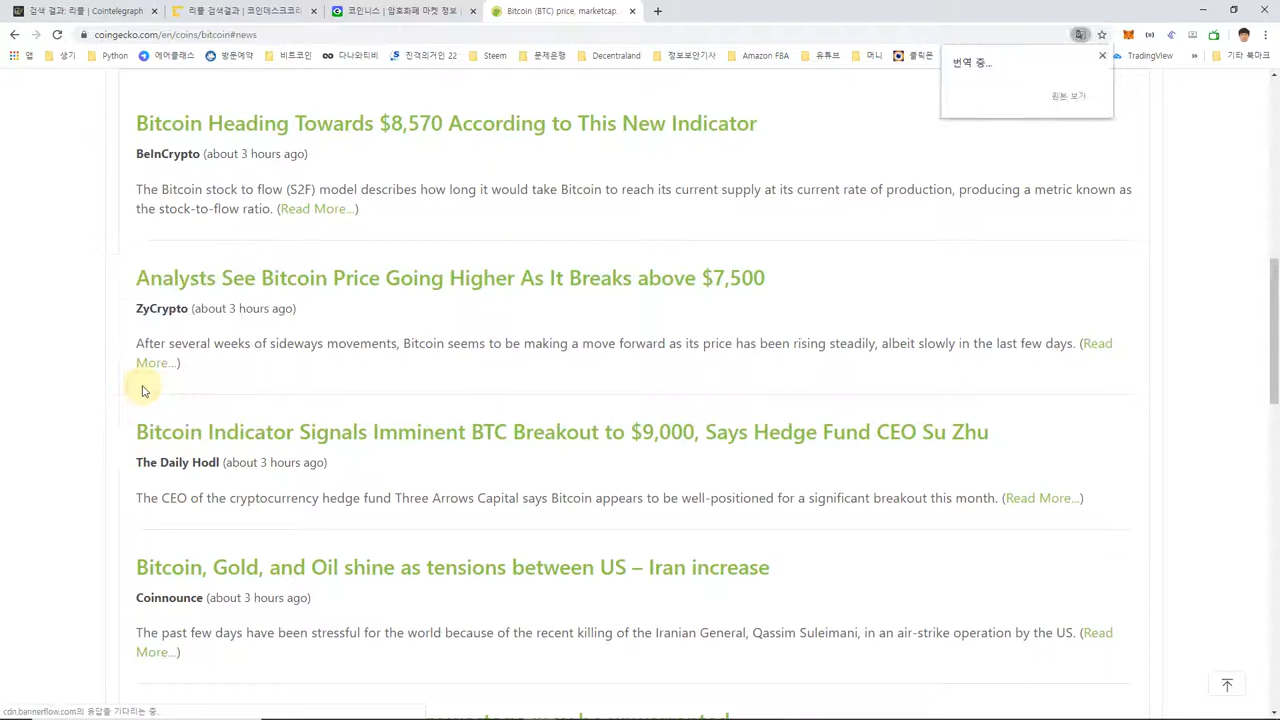 검색 결과: 리플 | Cointelegraph
리플 검색결과 | 코인데스크코리
코인니스 | 암호화폐 마켓 정보 |
Bitcoin (BTC) price, marketcap,
coingecko.com/en/coins/bitcoin#news
앱
생기
Python
에어클래스
방문예약
비트코인
다나와티비
진격의거인 22
Steem
문제은행
Decentraland
정보보안기사
Amazon FBA
유튜브
머니
클릭몬
TradingView
»
기타 북마크
번역 중...
원본 보기
Bitcoin Heading Towards $8,570 According to This New Indicator
BeInCrypto (about 3 hours ago)
The Bitcoin stock to flow (S2F) model describes how long it would take Bitcoin to reach its current supply at its current rate of production, producing a metric known as
the stock-to-flow ratio. (Read More...)
Analysts See Bitcoin Price Going Higher As It Breaks above $7,500
ZyCrypto (about 3 hours ago)
After several weeks of sideways movements, Bitcoin seems to be making a move forward as its price has been rising steadily, albeit slowly in the last few days. (Read
More...)
Bitcoin Indicator Signals Imminent BTC Breakout to $9,000, Says Hedge Fund CEO Su Zhu
The Daily Hodl (about 3 hours ago)
The CEO of the cryptocurrency hedge fund Three Arrows Capital says Bitcoin appears to be well-positioned for a significant breakout this month. (Read More...)
Bitcoin, Gold, and Oil shine as tensions between US – Iran increase
Coinnounce (about 3 hours ago)
The past few days have been stressful for the world because of the recent killing of the Iranian General, Qassim Suleimani, in an air-strike operation by the US. (Read
More...)
cdn.bannerflow.com의 응답을 기다리는 중...